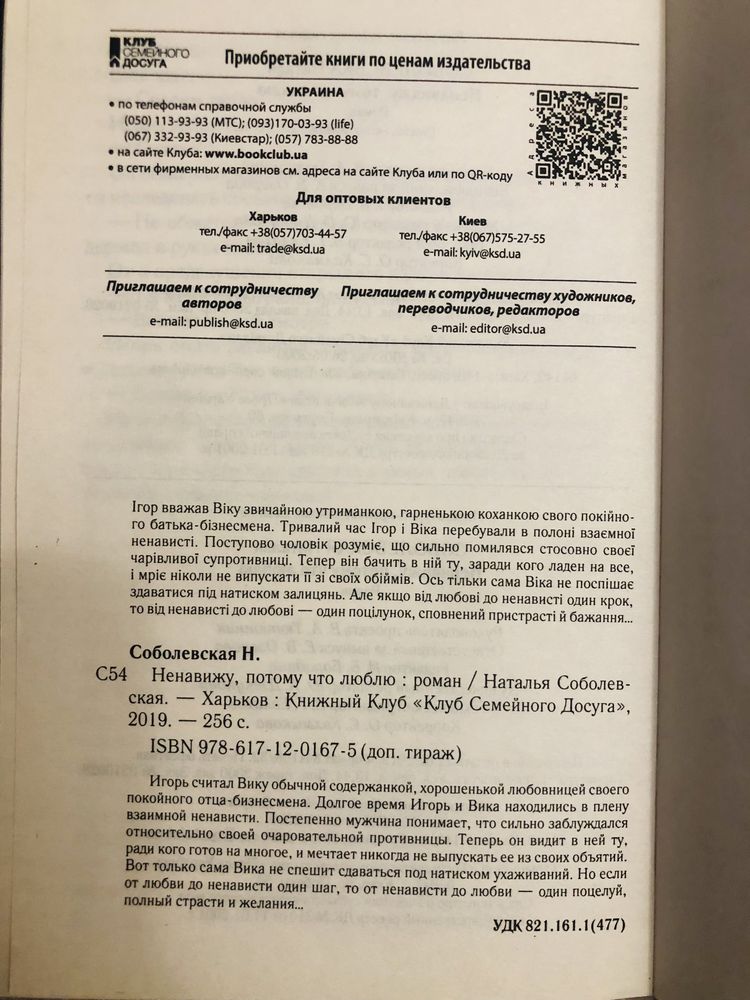 КЛУБ
СЕМЕЙНОГО
ДОСУГА
Приобретайте книги по ценам издательства
УКРАИНА
• по телефонам справочной службы
(050) 113-93-93 (МТС); (093)170-03-93 (life)
(067) 332-93-93 (Киевстар); (057) 783-88-88
• на сайте Клуба: www.bookclub.ua
• в сети фирменных магазинов см. адреса на сайте Клуба или по QR-коду
Адреса
книжных
магазинов
Для оптовых клиентов
Харьков
тел./факс +38(057)703-44-57
e-mail: trade@ksd.ua
Киев
тел./факс +38(067)575-27-55
e-mail: kyiv@ksd.ua
Приглашаем к сотрудничеству
авторов
e-mail: publish@ksd.ua
Приглашаем к сотрудничеству художников,
переводчиков, редакторов
e-mail: editor@ksd.ua
Ігор вважав Віку звичайною утриманкою, гарненькою коханкою свого покійно-
го батька-бізнесмена. Тривалий час Ігор і Віка перебували в полоні взаємної
ненависті. Поступово чоловік розуміє, що сильно помилявся стосовно своєї
чарівливої супротивниці. Тепер він бачить в ній ту, заради кого ладен на все,
і мріє ніколи не випускати її зі своїх обіймів. Ось тільки сама Віка не поспішає
здаватися під натиском залицянь. Але якщо від любові до ненависті один крок,
то від ненависті до любові — один поцілунок, сповнений пристрасті й бажання...
Соболевская Н.
С54 Ненавижу, потому что люблю : роман / Наталья Соболев-
ская. — Харьков : Книжный Клуб «Клуб Семейного Досуга»,
2019. — 256 с.
ISBN 978-617-12-0167-5 (доп. тираж)
Игорь считал Вику обычной содержанкой, хорошенькой любовницей своего
покойного отца-бизнесмена. Долгое время Игорь и Вика находились в плену
взаимной ненависти. Постепенно мужчина понимает, что сильно заблуждался
относительно своей очаровательной противницы. Теперь он видит в ней ту,
ради кого готов на многое, и мечтает никогда не выпускать ее из своих объятий.
Вот только сама Вика не спешит сдаваться под натиском ухаживаний. Но если
от любви до ненависти один шаг, то от ненависти до любви — один поцелуй,
полный страсти и желания...
УДК 821.161.1(477)